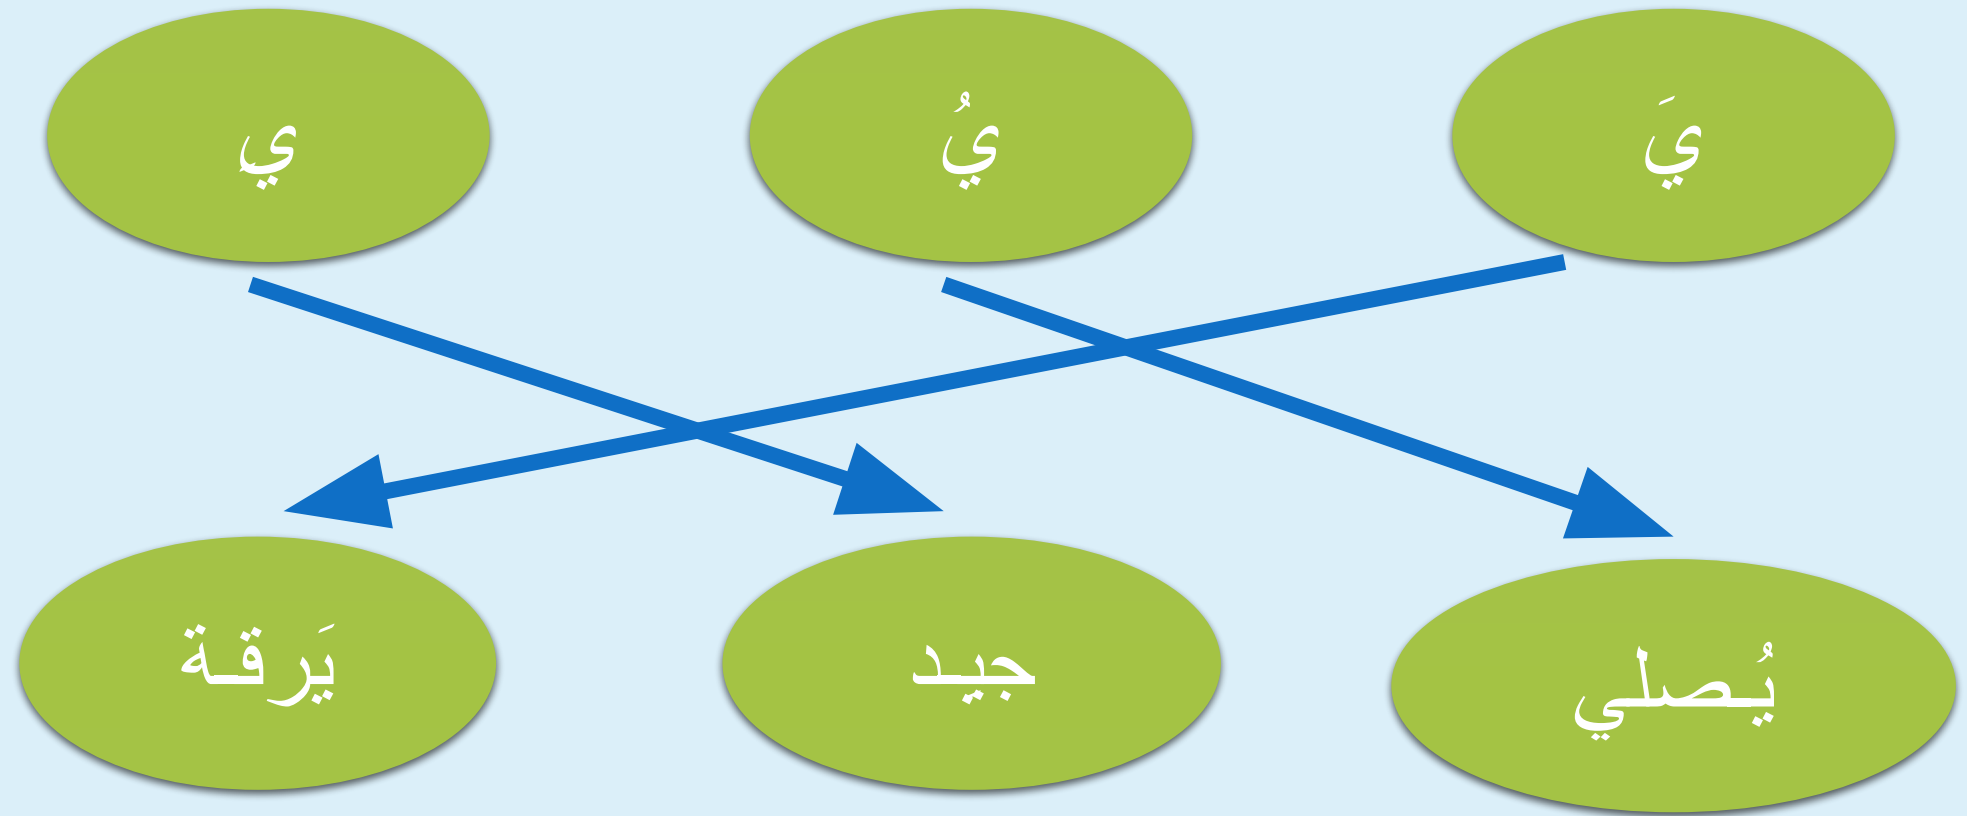 يَ
يُ
يِ
يُصلي
جيد
يَرقة